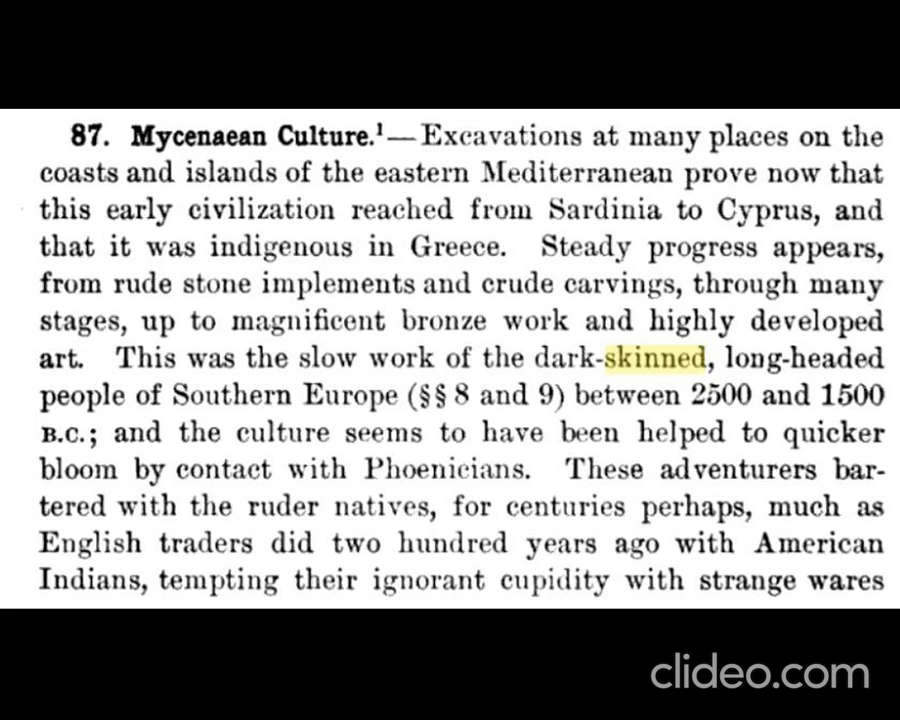 87. Mycenaean Culture.¹—Excavations at many places on the
coasts and islands of the eastern Mediterranean prove now that
this early civilization reached from Sardinia to Cyprus, and
that it was indigenous in Greece. Steady progress appears,
from rude stone implements and crude carvings, through many
stages, up to magnificent bronze work and highly developed
art. This was the slow work of the dark-skinned, long-headed
people of Southern Europe (§§ 8 and 9) between 2500 and 1500
B.C.; and the culture seems to have been helped to quicker
bloom by contact with Phoenicians. These adventurers bar-
tered with the ruder natives, for centuries perhaps, much as
English traders did two hundred years ago with American
Indians, tempting their ignorant cupidity with strange wares
clideo.com